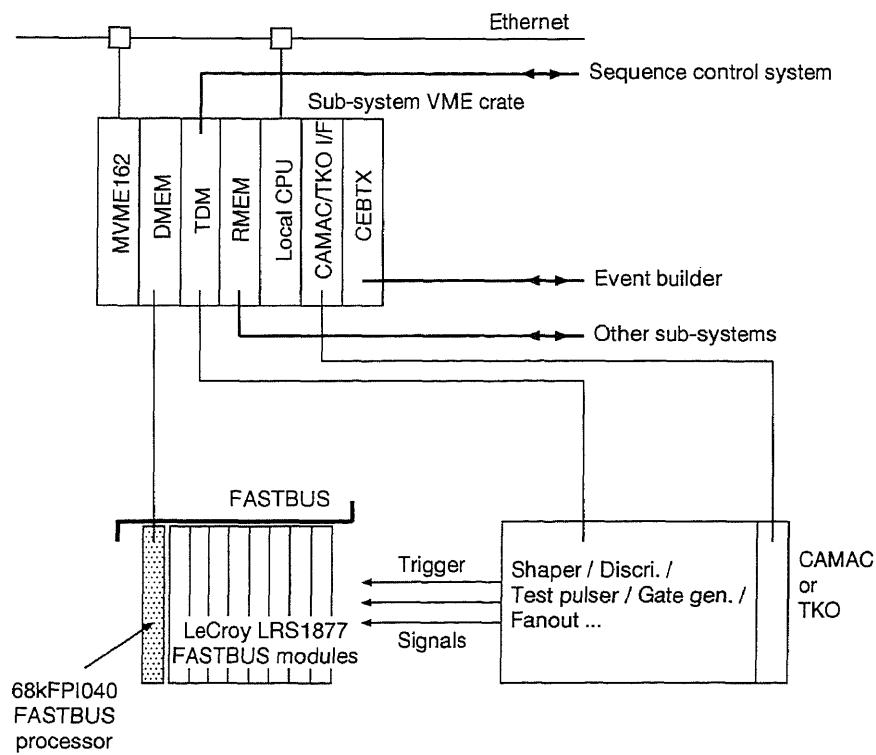 Ethernet
Sequence control system
Sub-system VME crate
MVME162
DMEM
TDM
RMEM
Local CPU
CAMAC/TKO I/F
CEBTX
Event builder
Other sub-systems
FASTBUS
Trigger
Signals
LeCroy LRS1877
FASTBUS modules
Shaper / Discri. /
Test pulser / Gate gen. /
Fanout ...
CAMAC
or
TKO
68kFPI040
FASTBUS
processor